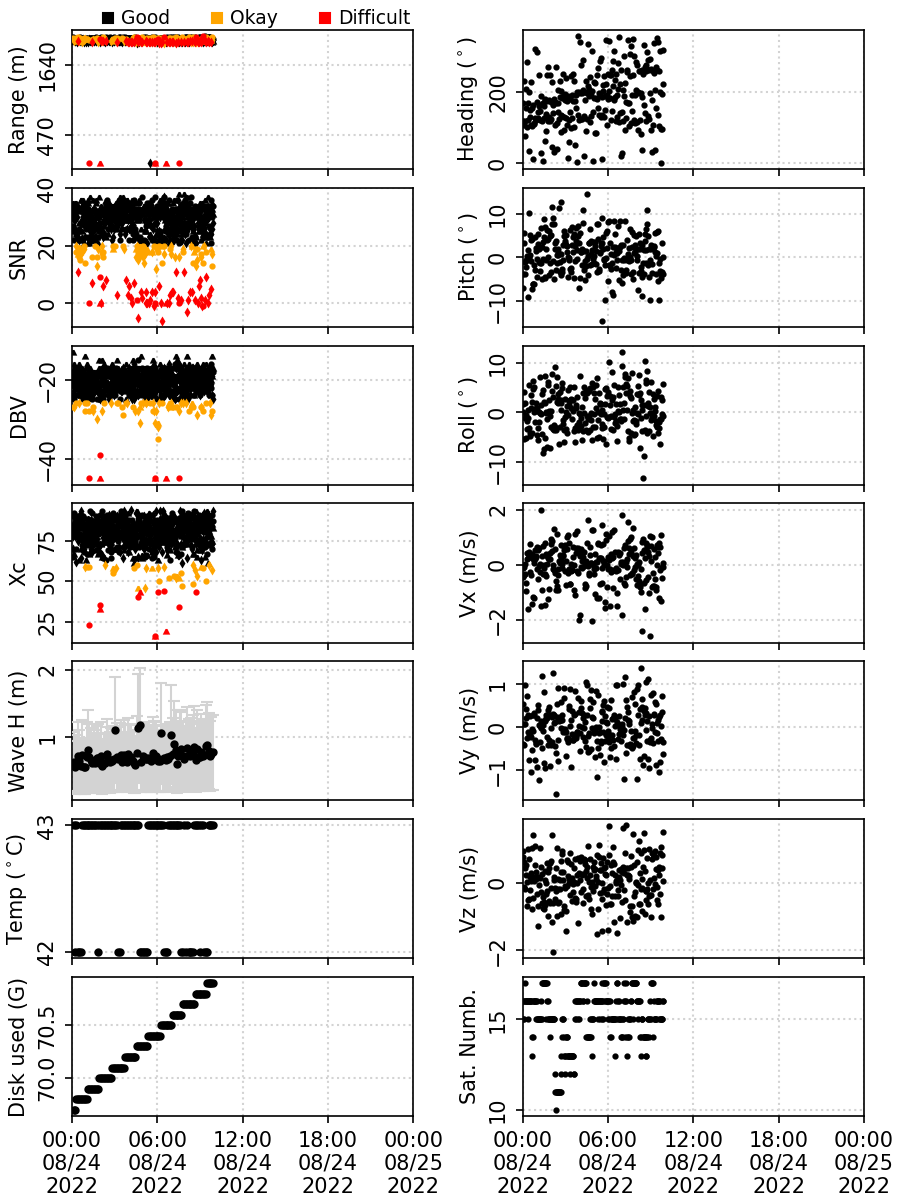 Good Okay Difficult
Range (m)
1640
470
Heading (°)
200
0
SNR
40
20
0
Pitch (°)
10
0
−10
DBV
−20
−40
Roll (°)
10
0
−10
Xc
75
50
25
Vx (m/s)
2
0
−2
Wave H (m)
2
1
Vy (m/s)
1
0
−1
Temp (°C)
43
42
Vz (m/s)
0
−2
Disk used (G)
70.5
70.0
Sat. Numb.
15
10
00:00 06:00 12:00 18:00 00:00
08/24 08/24 08/24 08/24 08/25
2022 2022 2022 2022 2022
00:00 06:00 12:00 18:00 00:00
08/24 08/24 08/24 08/24 08/25
2022 2022 2022 2022 2022